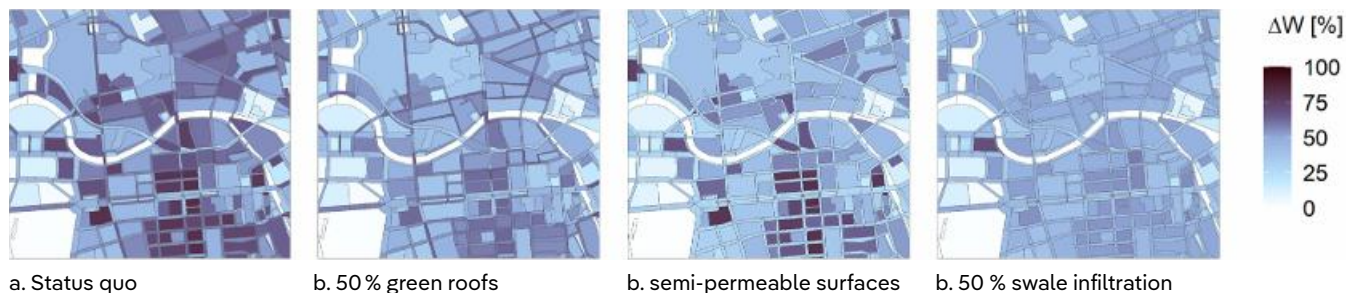 ΔW [%]
100
75
50
25
0
a. Status quo
b. 50 % green roofs
b. semi-permeable surfaces
b. 50 % swale infiltration